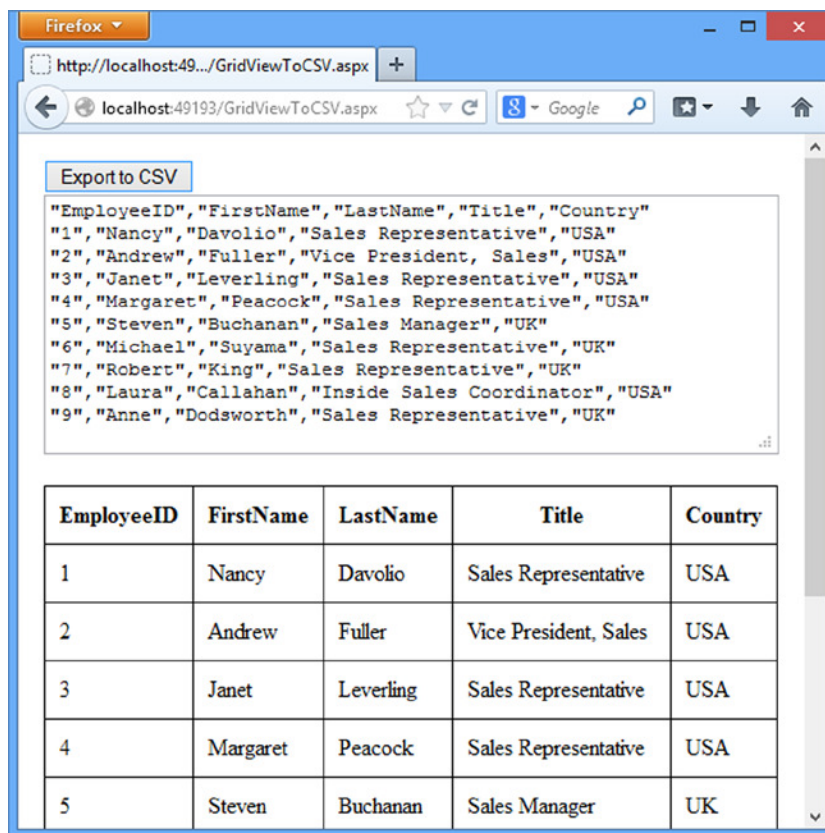 Firefox
http://localhost:49.../GridViewToCSV.aspx +
localhost:49193/GridViewToCSV.aspx 8 Google
Export to CSV
"EmployeeID","FirstName","LastName","Title","Country"
"1","Nancy","Davolio","Sales Representative","USA"
"2","Andrew","Fuller","Vice President, Sales","USA"
"3","Janet","Leverling","Sales Representative","USA"
"4","Margaret","Peacock","Sales Representative","USA"
"5","Steven","Buchanan","Sales Manager","UK"
"6","Michael","Suyama","Sales Representative","UK"
"7","Robert","King","Sales Representative","UK"
"8","Laura","Callahan","Inside Sales Coordinator","USA"
"9","Anne","Dodsworth","Sales Representative","UK"
EmployeeID FirstName LastName Title Country
1 Nancy Davolio Sales Representative USA
2 Andrew Fuller Vice President, Sales USA
3 Janet Leverling Sales Representative USA
4 Margaret Peacock Sales Representative USA
5 Steven Buchanan Sales Manager UK